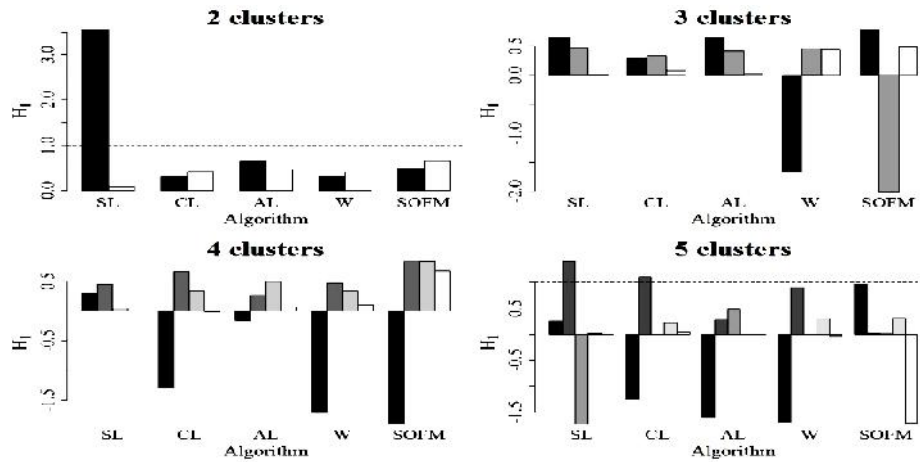 2 clusters
H1
3.0
2.0
1.0
0.0
SL CL AL W SOFM
Algorithm
3 clusters
H1
0.5
0.0
-1.0
-2.0
SL CL AL W SOFM
Algorithm
4 clusters
H1
0.5
-0.5
-1.5
SL CL AL W SOFM
Algorithm
5 clusters
H1
0.5
-0.5
-1.5
SL CL AL W SOFM
Algorithm